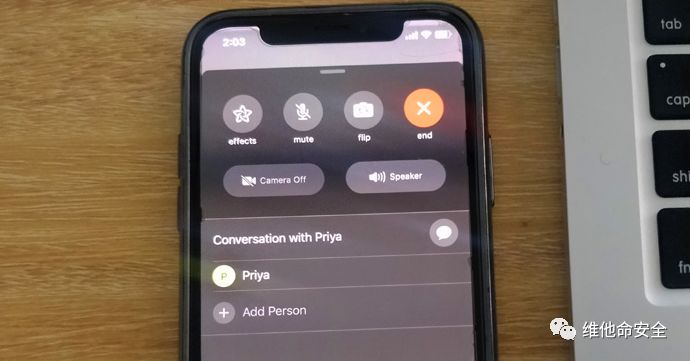 2:03
effects
mute
flip
end
Camera Off
Speaker
Conversation with Priya
P
Priya
Add Person
tab
cap
shi
fn
维他命安全